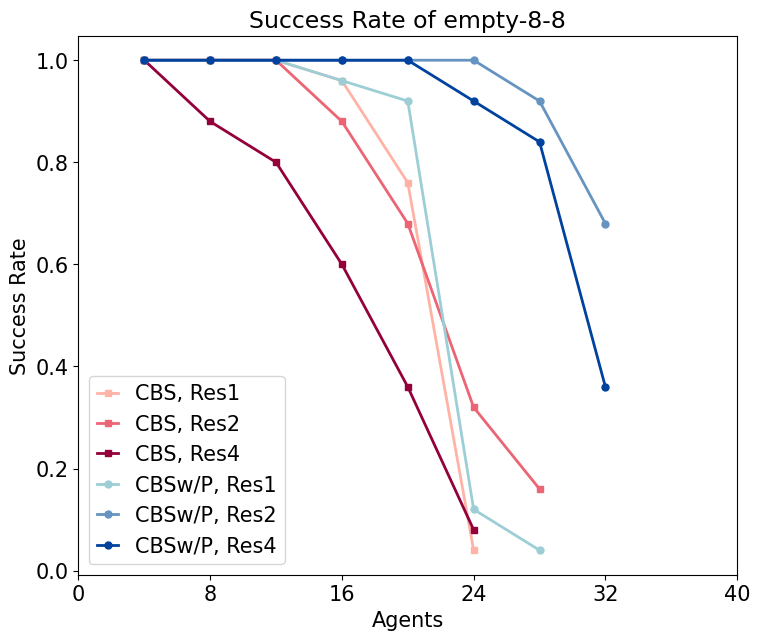 Success Rate of empty-8-8
Success Rate
1.0
0.8
0.6
0.4
0.2
0.0
CBS, Res1
CBS, Res2
CBS, Res4
CBSw/P, Res1
CBSw/P, Res2
CBSw/P, Res4
0 8 16 24 32 40
Agents